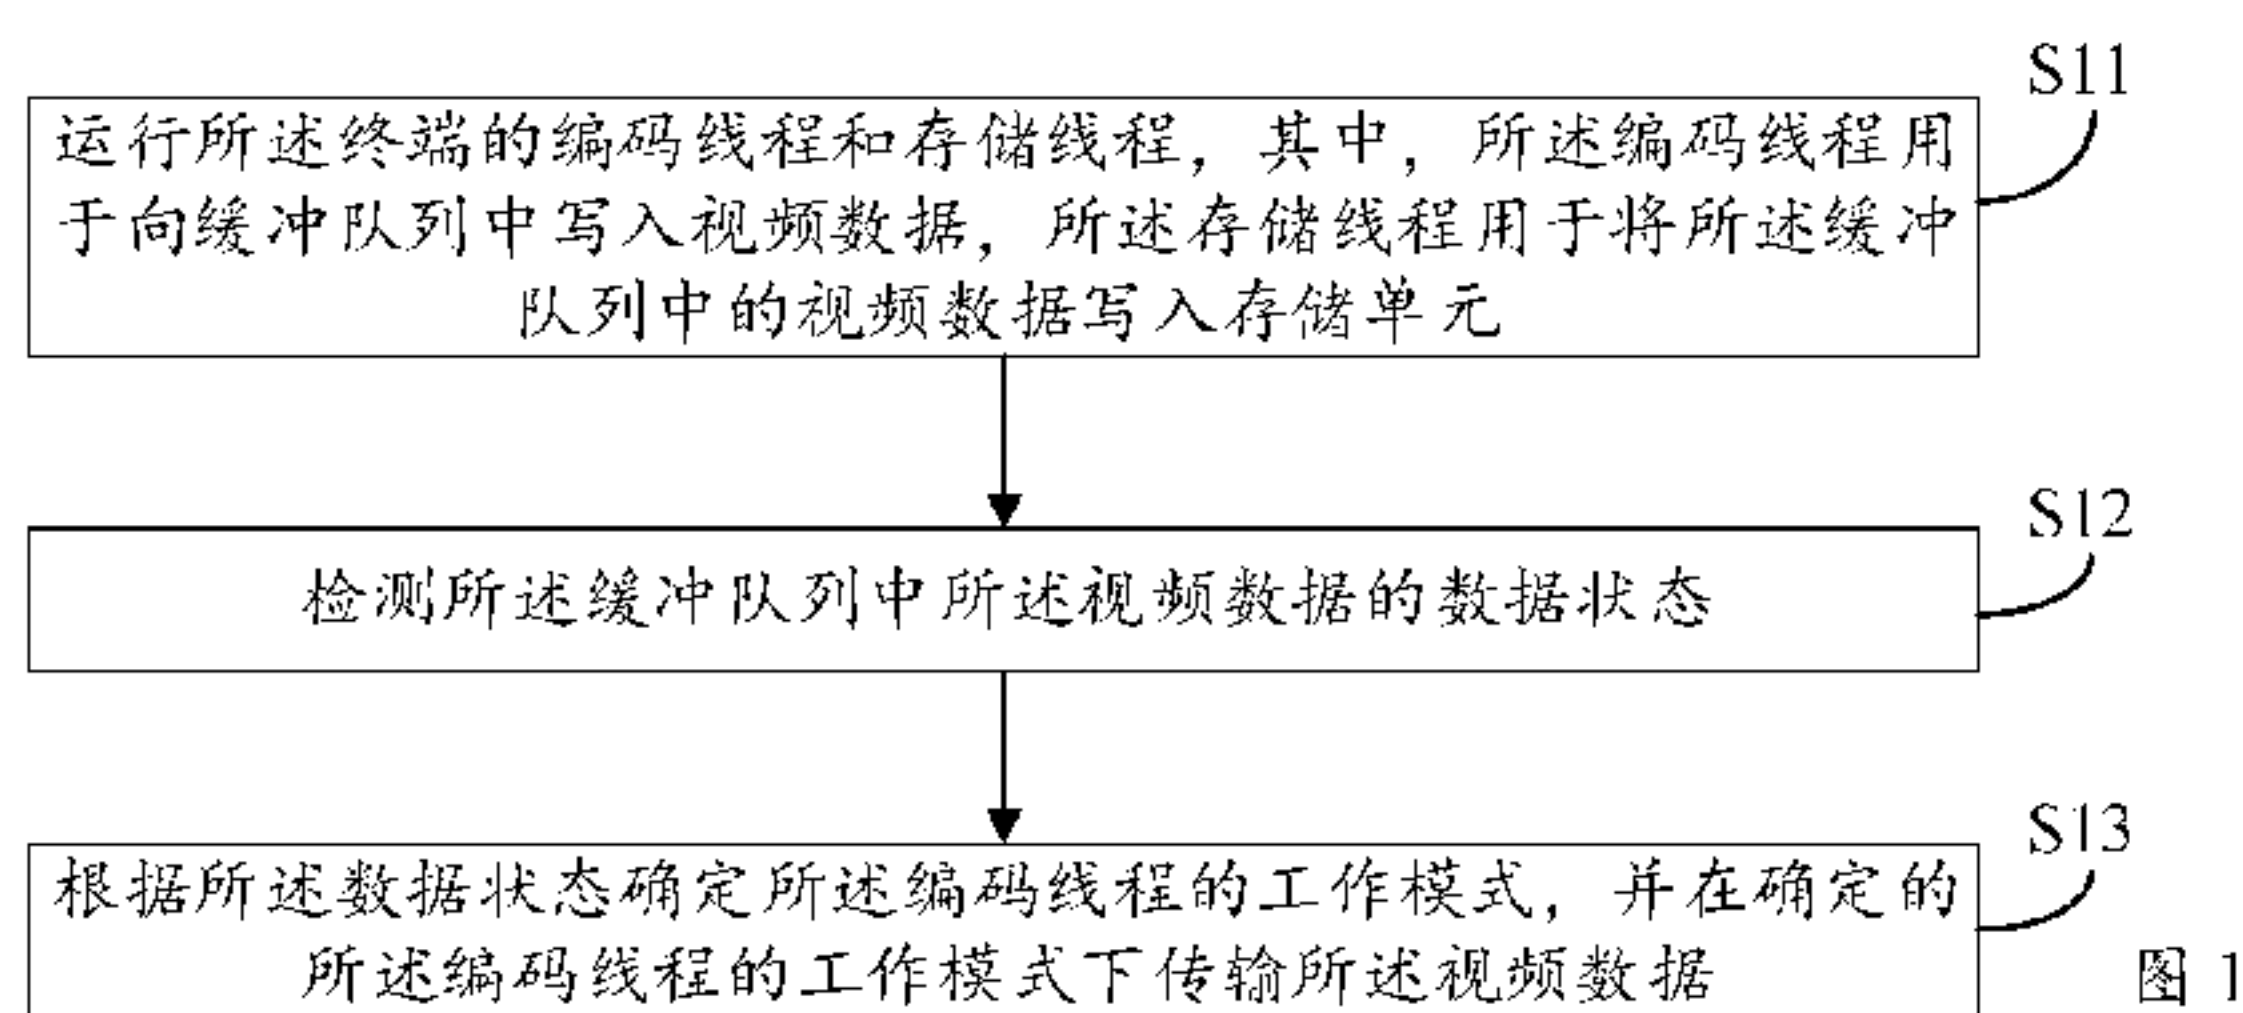 S11
运行所述终端的编码线程和存储线程，其中，所述编码线程用
于向缓冲队列中写入视频数据，所述存储线程用于将所述缓冲
队列中的视频数据写入存储单元
S12
检测所述缓冲队列中所述视频数据的数据状态
S13
根据所述数据状态确定所述编码线程的工作模式，并在确定的
所述编码线程的工作模式下传输所述视频数据
图 1